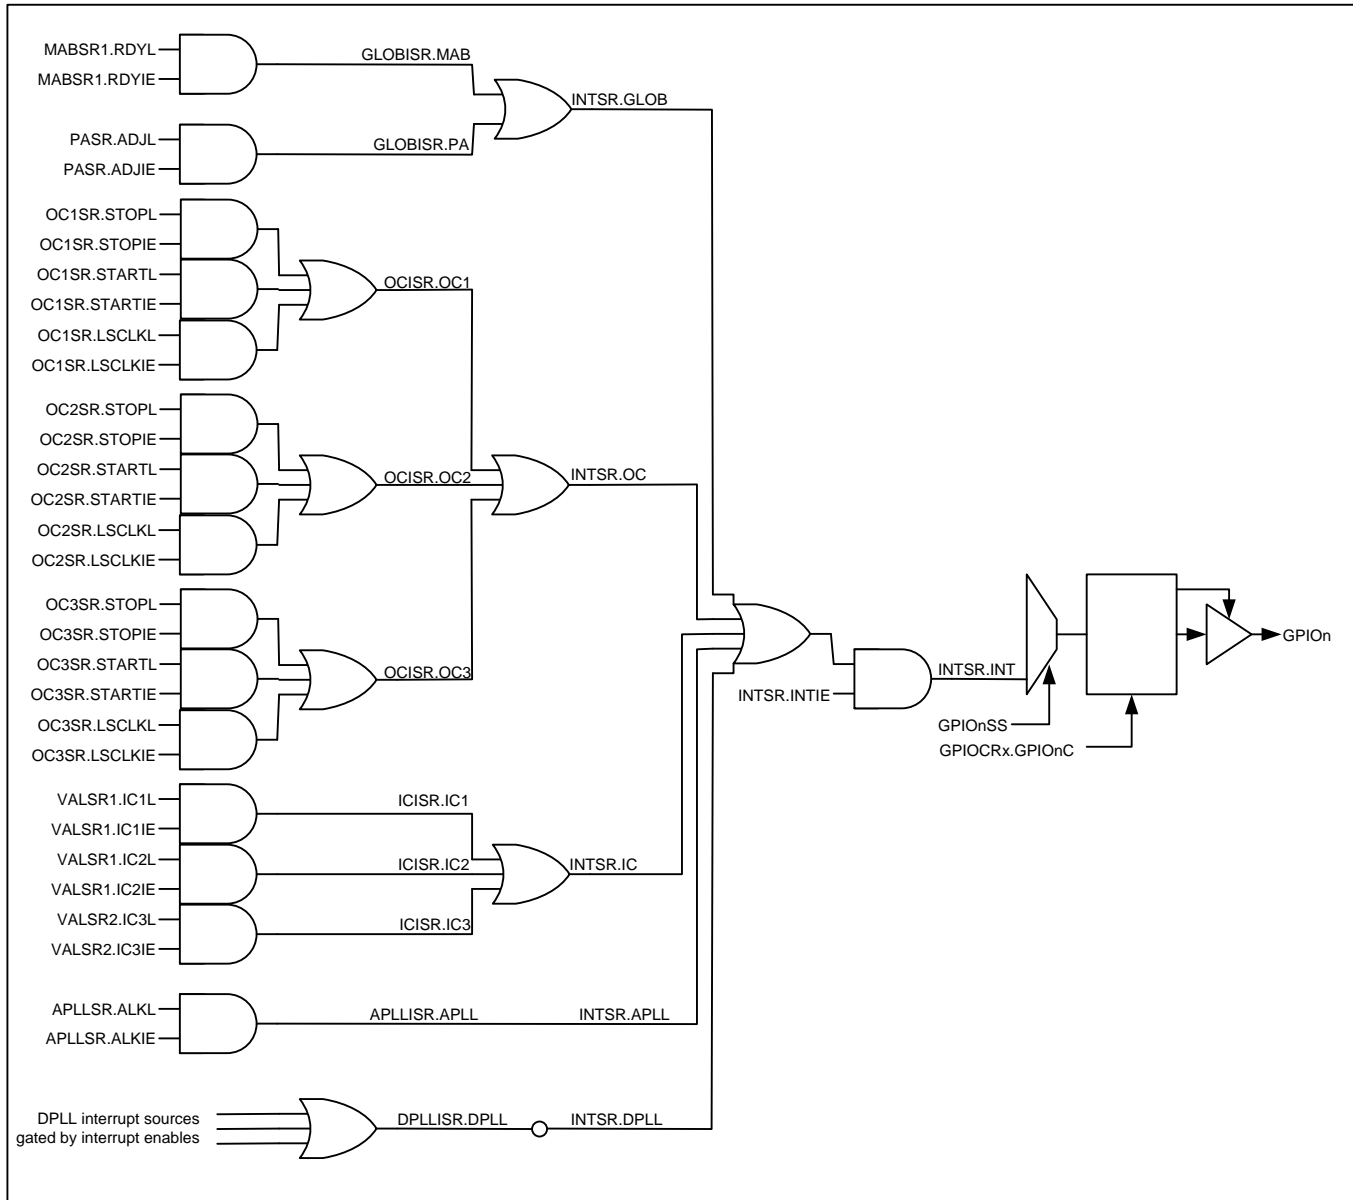 MABSR1.RDYL
MABSR1.RDYIE
GLOBISR.MAB
INTSR.GLOB
PASR.ADJL
PASR.ADJIE
GLOBISR.PA
OC1SR.STOPL
OC1SR.STOPIE
OC1SR.STARTL
OC1SR.STARTIE
OC1SR.LSCLKL
OC1SR.LSCLKIE
OCISR.OC1
OC2SR.STOPL
OC2SR.STOPIE
OC2SR.STARTL
OC2SR.STARTIE
OC2SR.LSCLKL
OC2SR.LSCLKIE
OCISR.OC2
INTSR.OC
OC3SR.STOPL
OC3SR.STOPIE
OC3SR.STARTL
OC3SR.STARTIE
OC3SR.LSCLKL
OC3SR.LSCLKIE
OCISR.OC3
INTSR.INTIE
INTSR.INT
GPIOnSS
GPIOCRx.GPIOnC
GPIOn
VALSR1.IC1L
VALSR1.IC1IE
VALSR1.IC2L
VALSR1.IC2IE
VALSR2.IC3L
VALSR2.IC3IE
ICISR.IC1
ICISR.IC2
ICISR.IC3
INTSR.IC
APLLSR.ALKL
APLLSR.ALKIE
APLLISR.APLL
INTSR.APLL
DPLL interrupt sources
gated by interrupt enables
DPLLISR.DPLL
INTSR.DPLL